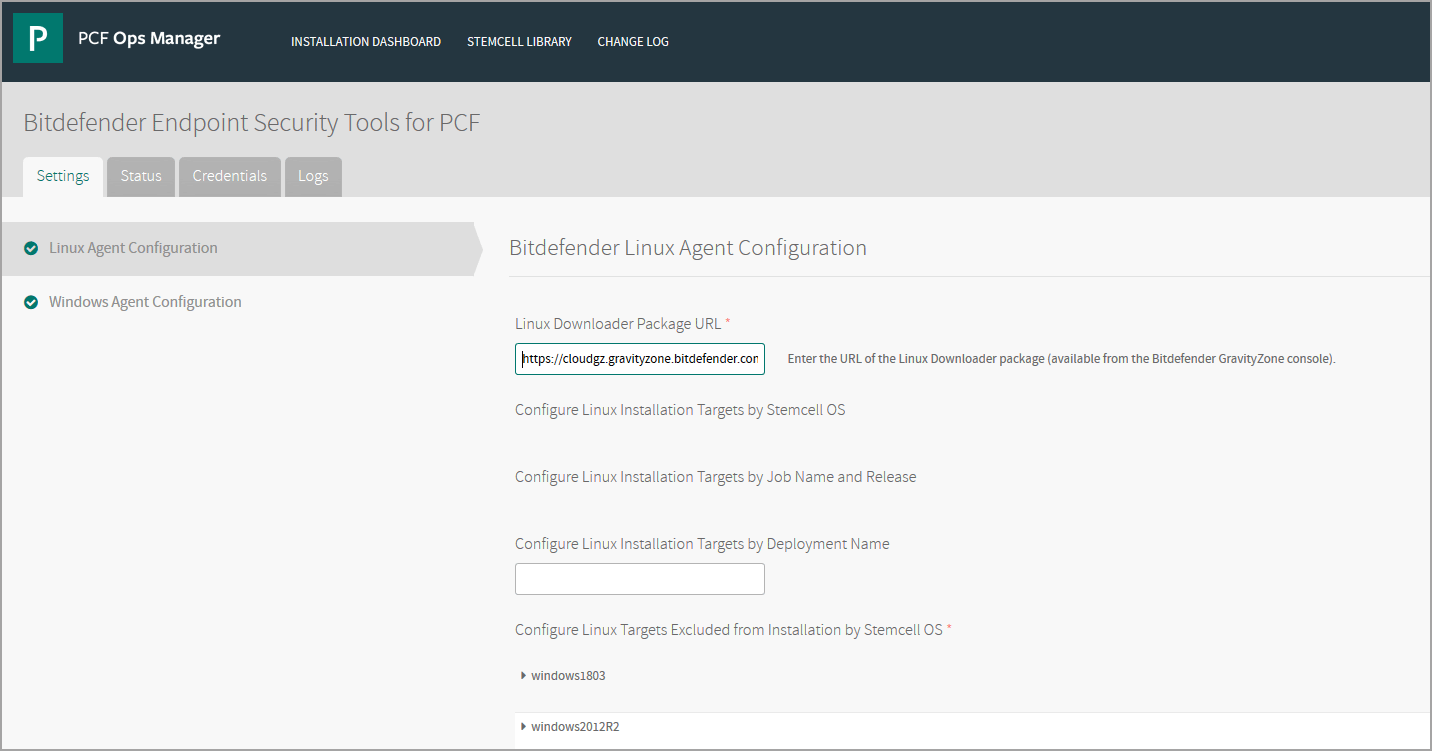 P
PCF Ops Manager
INSTALLATION DASHBOARD STEMCELL LIBRARY CHANGE LOG
Bitdefender Endpoint Security Tools for PCF
Settings Status Credentials Logs
Linux Agent Configuration
Windows Agent Configuration
Bitdefender Linux Agent Configuration
Linux Downloader Package URL *
https://cloudgz.gravityzone.bitdefender.con
Enter the URL of the Linux Downloader package (available from the Bitdefender GravityZone console).
Configure Linux Installation Targets by Stemcell OS
Configure Linux Installation Targets by Job Name and Release
Configure Linux Installation Targets by Deployment Name
Configure Linux Targets Excluded from Installation by Stemcell OS *
windows1803
windows2012R2